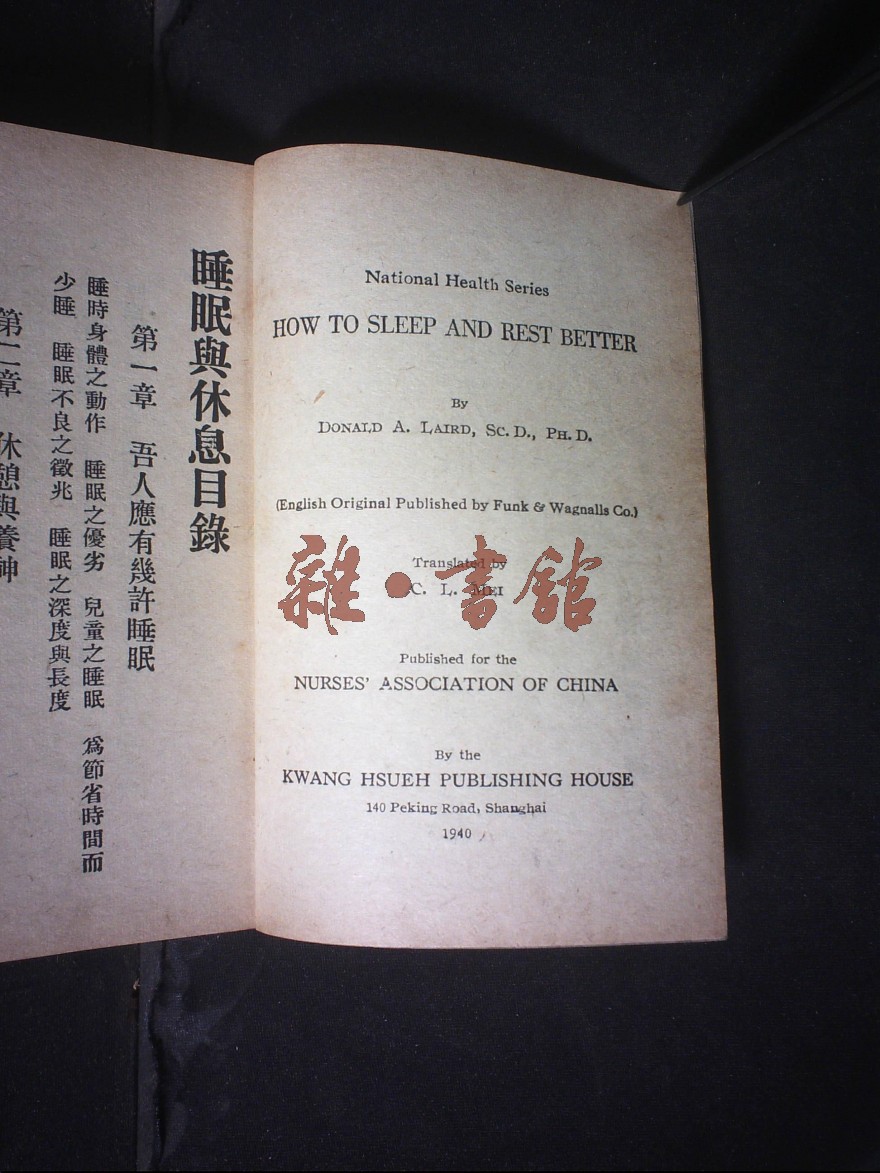 National Health Series
HOW TO SLEEP AND REST BETTER
By
DONALD A. LAIRD, SC. D., PH. D.
(English Original Published by Funk & Wagnalls Co.)
Translated by
C. L. MEI
雜·書館
Published for the
NURSES' ASSOCIATION OF CHINA
By the
KWANG HSUEH PUBLISHING HOUSE
140 Peking Road, Shanghai
1940
睡眠與休息目錄
第一章 吾人應有幾許睡眠
睡時身體之動作 睡眠之優劣 兒童之睡眠 爲節省時間而
少睡 睡眠不良之徵兆 睡眠之深度與長度
第二章 休憩與養神